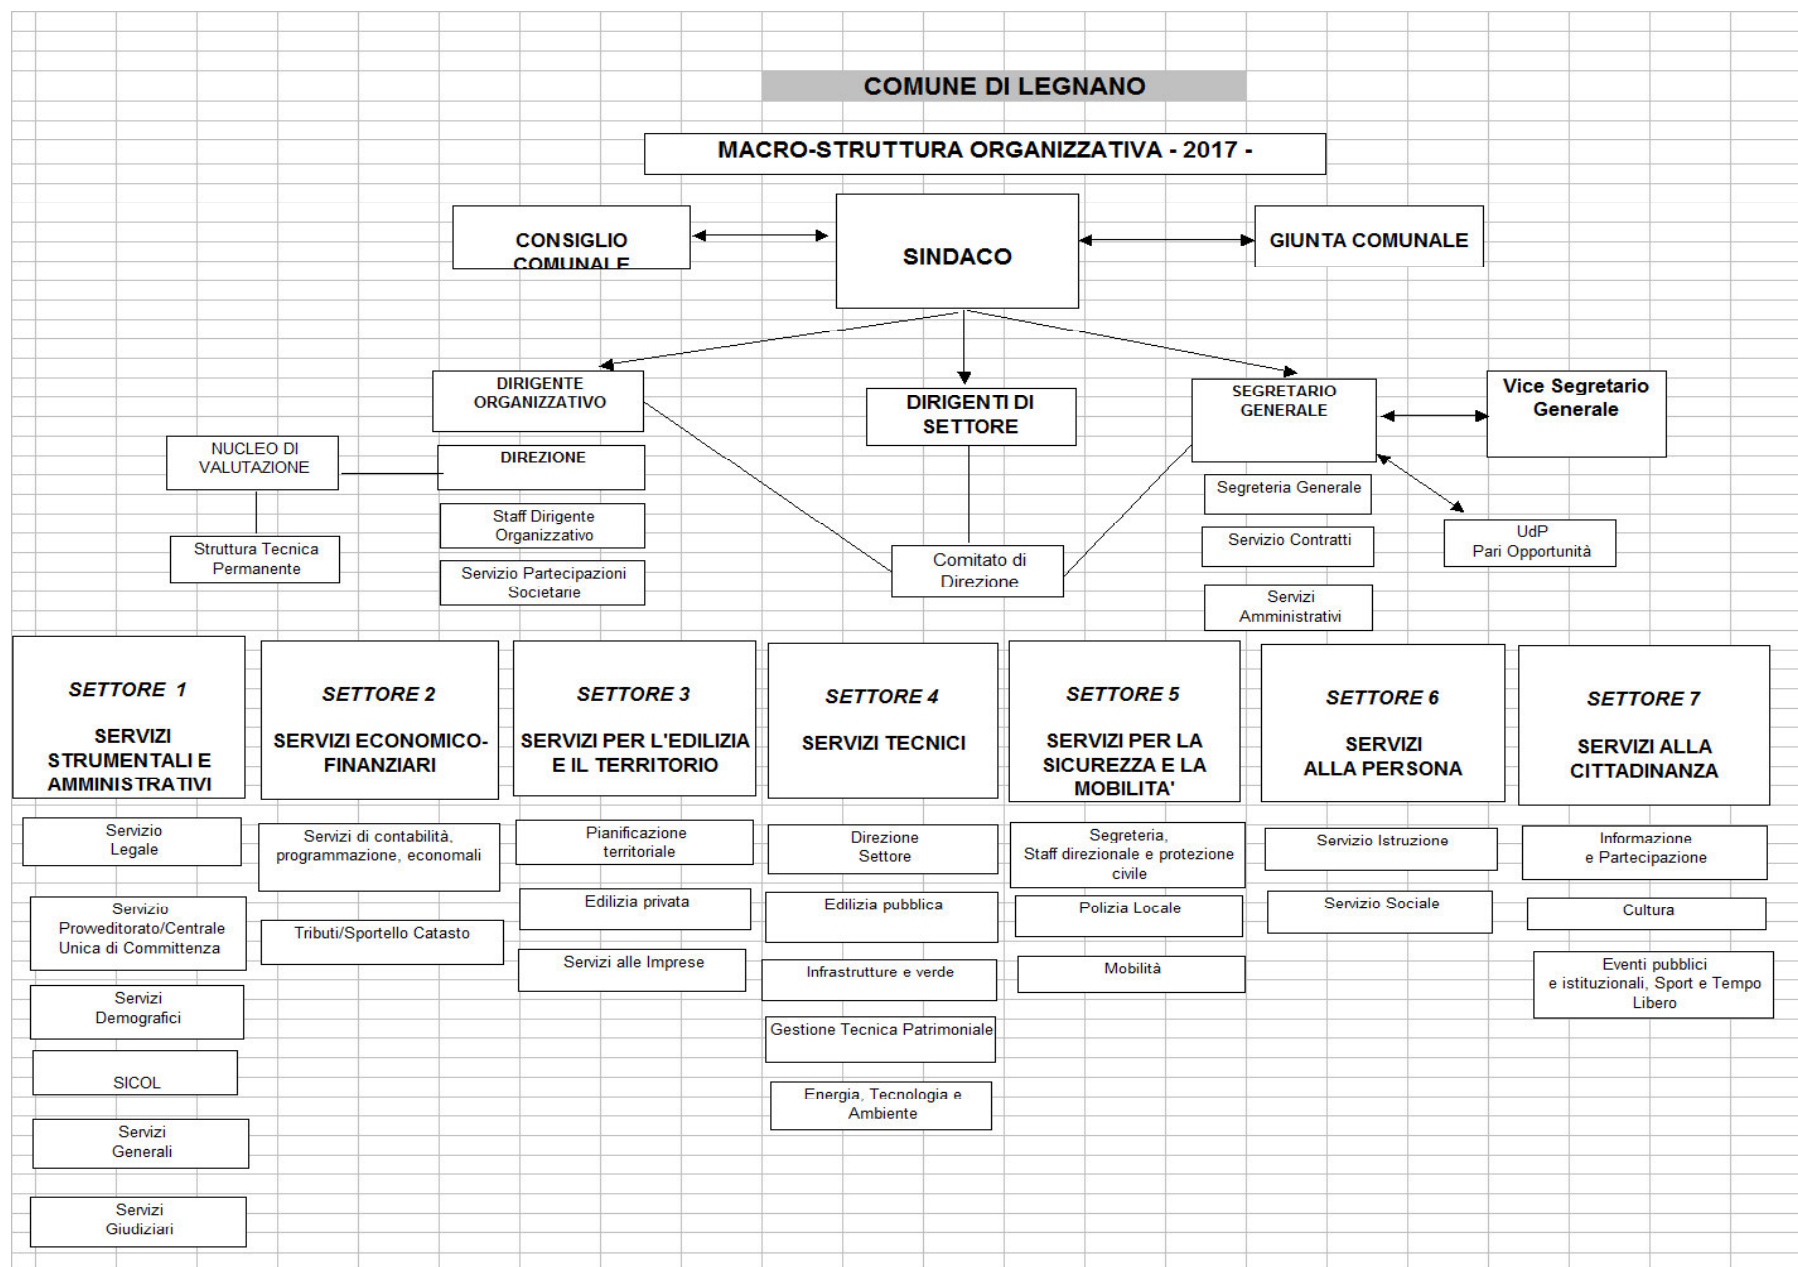 COMUNE DI LEGNANO
MACRO-STRUTTURA ORGANIZZATIVA - 2017 -
CONSIGLIO
COMUNALE
SINDACO
GIUNTA COMUNALE
DIRIGENTE
ORGANIZZATIVO
DIRIGENTI DI
SETTORE
SEGRETARIO
GENERALE
Vice Segretario
Generale
NUCLEO DI
VALUTAZIONE
DIREZIONE
Segreteria Generale
Staff Dirigente
Organizzativo
Servizio Contratti
UdP
Pari Opportunità
Struttura Tecnica
Permanente
Servizio Partecipazioni
Societarie
Comitato di
Direzione
Servizi
Amministrativi
SETTORE 1
SERVIZI
STRUMENTALI E
AMMINISTRATIVI
Servizio
Legale
Servizio
Provveditorato/Centrale
Unica di Committenza
Servizi
Demografici
SICOL
Servizi
Generali
Servizi
Giudiziari
SETTORE 2
SERVIZI ECONOMICO-
FINANZIARI
Servizi di contabilità,
programmazione, economali
Tributi/Sportello Catasto
SETTORE 3
SERVIZI PER L'EDILIZIA
E IL TERRITORIO
Pianificazione
territoriale
Edilizia privata
Servizi alle Imprese
SETTORE 4
SERVIZI TECNICI
Direzione
Settore
Edilizia pubblica
Infrastrutture e verde
Gestione Tecnica Patrimoniale
Energia, Tecnologia e
Ambiente
SETTORE 5
SERVIZI PER LA
SICUREZZA E LA
MOBILITA'
Segreteria,
Staff direzionale e protezione
civile
Polizia Locale
Mobilità
SETTORE 6
SERVIZI
ALLA PERSONA
Servizio Istruzione
Servizio Sociale
SETTORE 7
SERVIZI ALLA
CITTADINANZA
Informazione
e Partecipazione
Cultura
Eventi pubblici
e istituzionali, Sport e Tempo
Libero